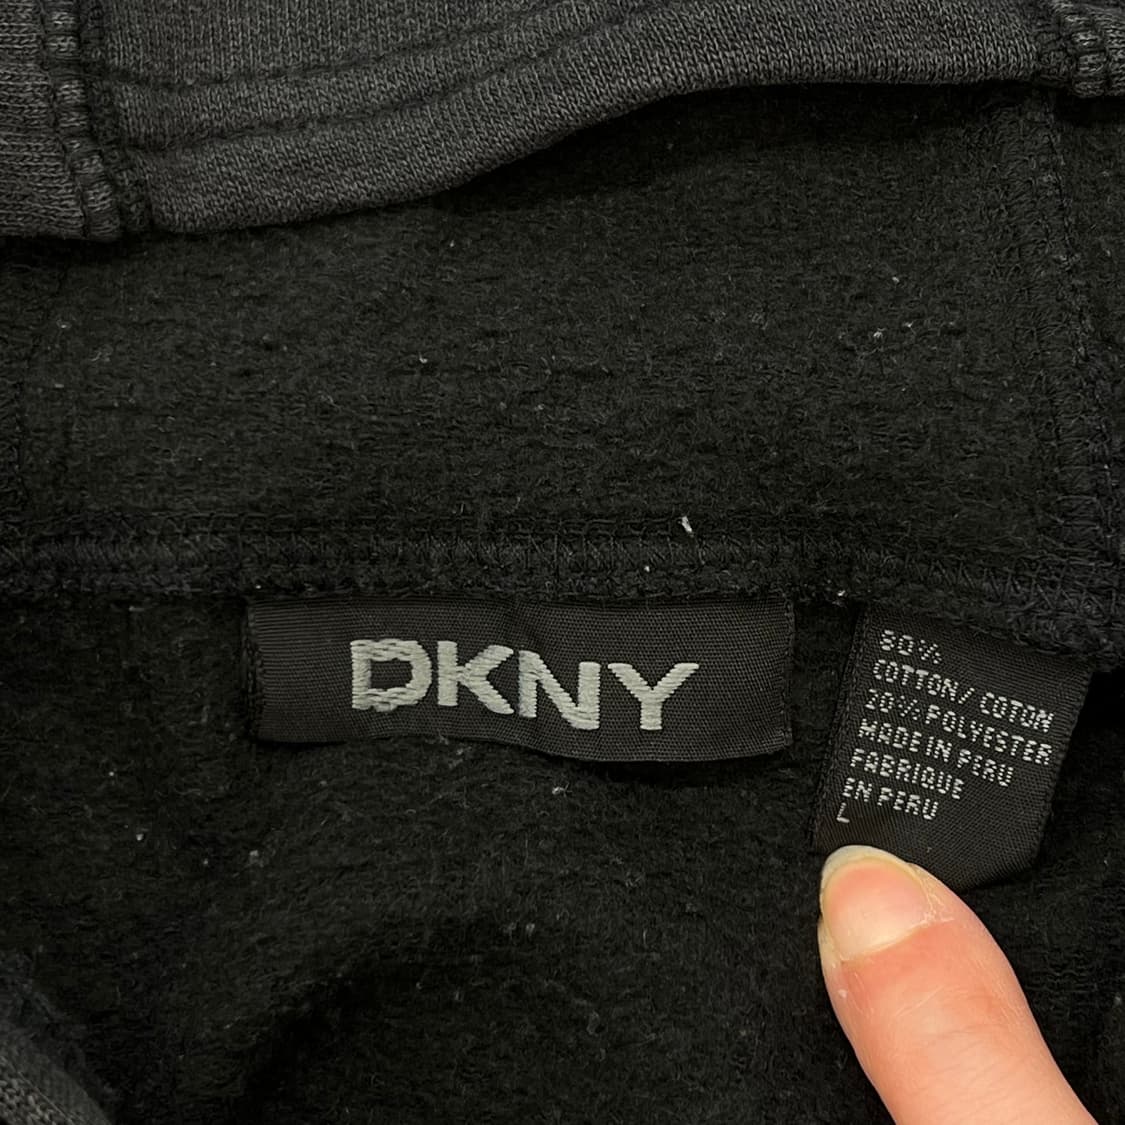 DKNY
80%
COTTON/ COTON
20% POLYESTER
MADE IN PERU
FABRIQUE
EN PERU
L